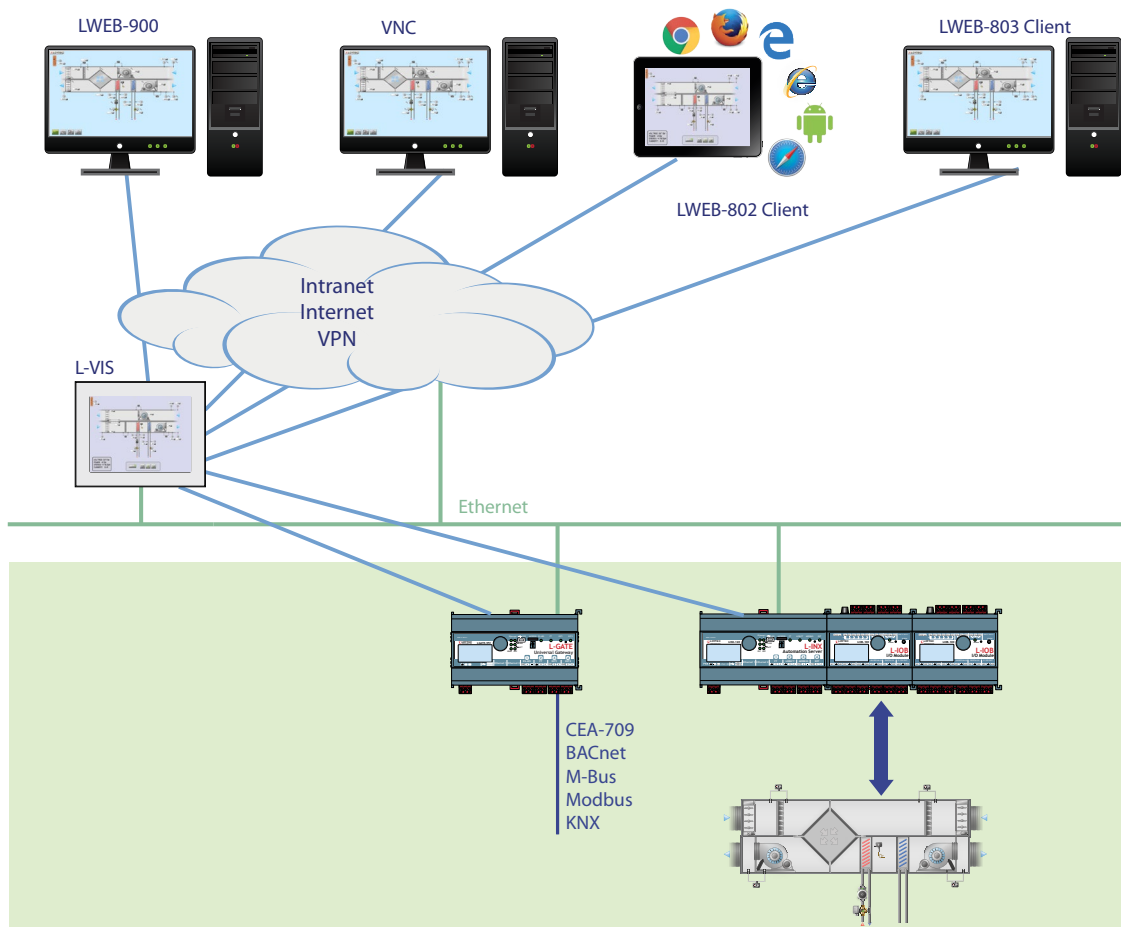 LWEB-900
VNC
LWEB-803 Client
LWEB-802 Client
Intranet
Internet
VPN
L-VIS
Ethernet
L-GATE
Universal Gateway
L-INX
Automation Server
L-IOB
I/O Module
L-IOB
I/O Module
CEA-709
BACnet
M-Bus
Modbus
KNX